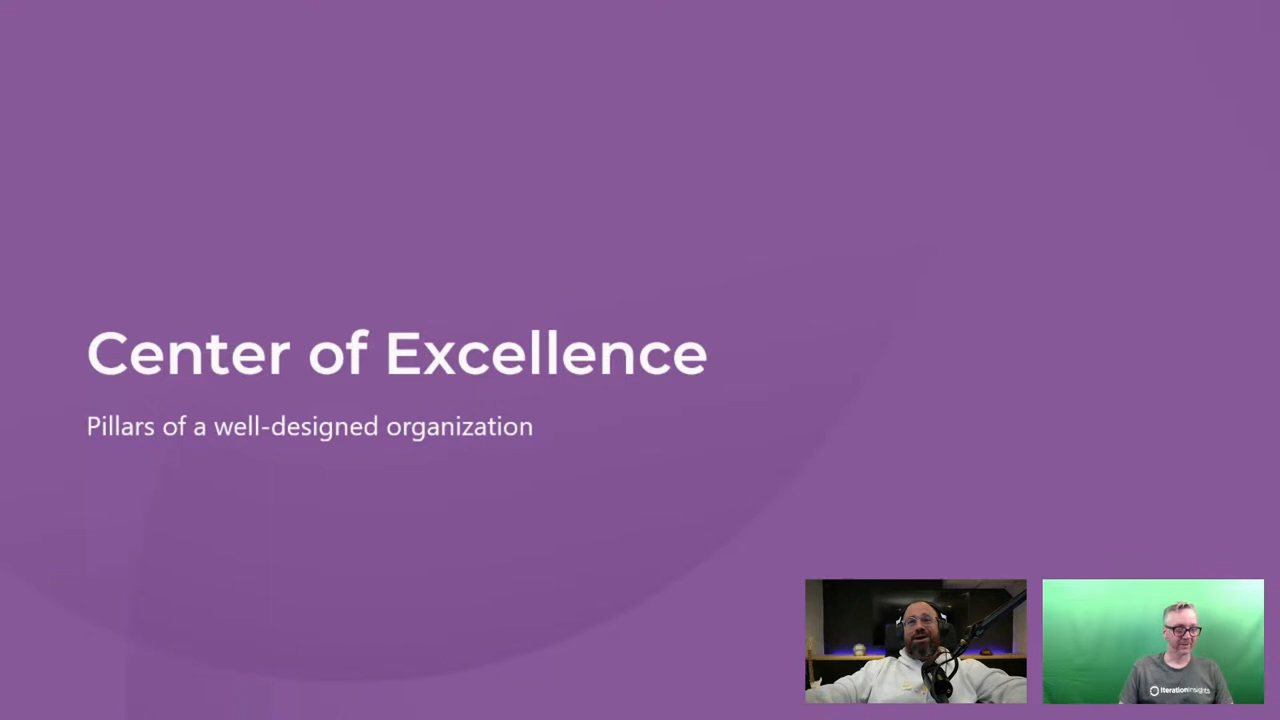 Center of Excellence
Pillars of a well-designed organization
iterationinsights